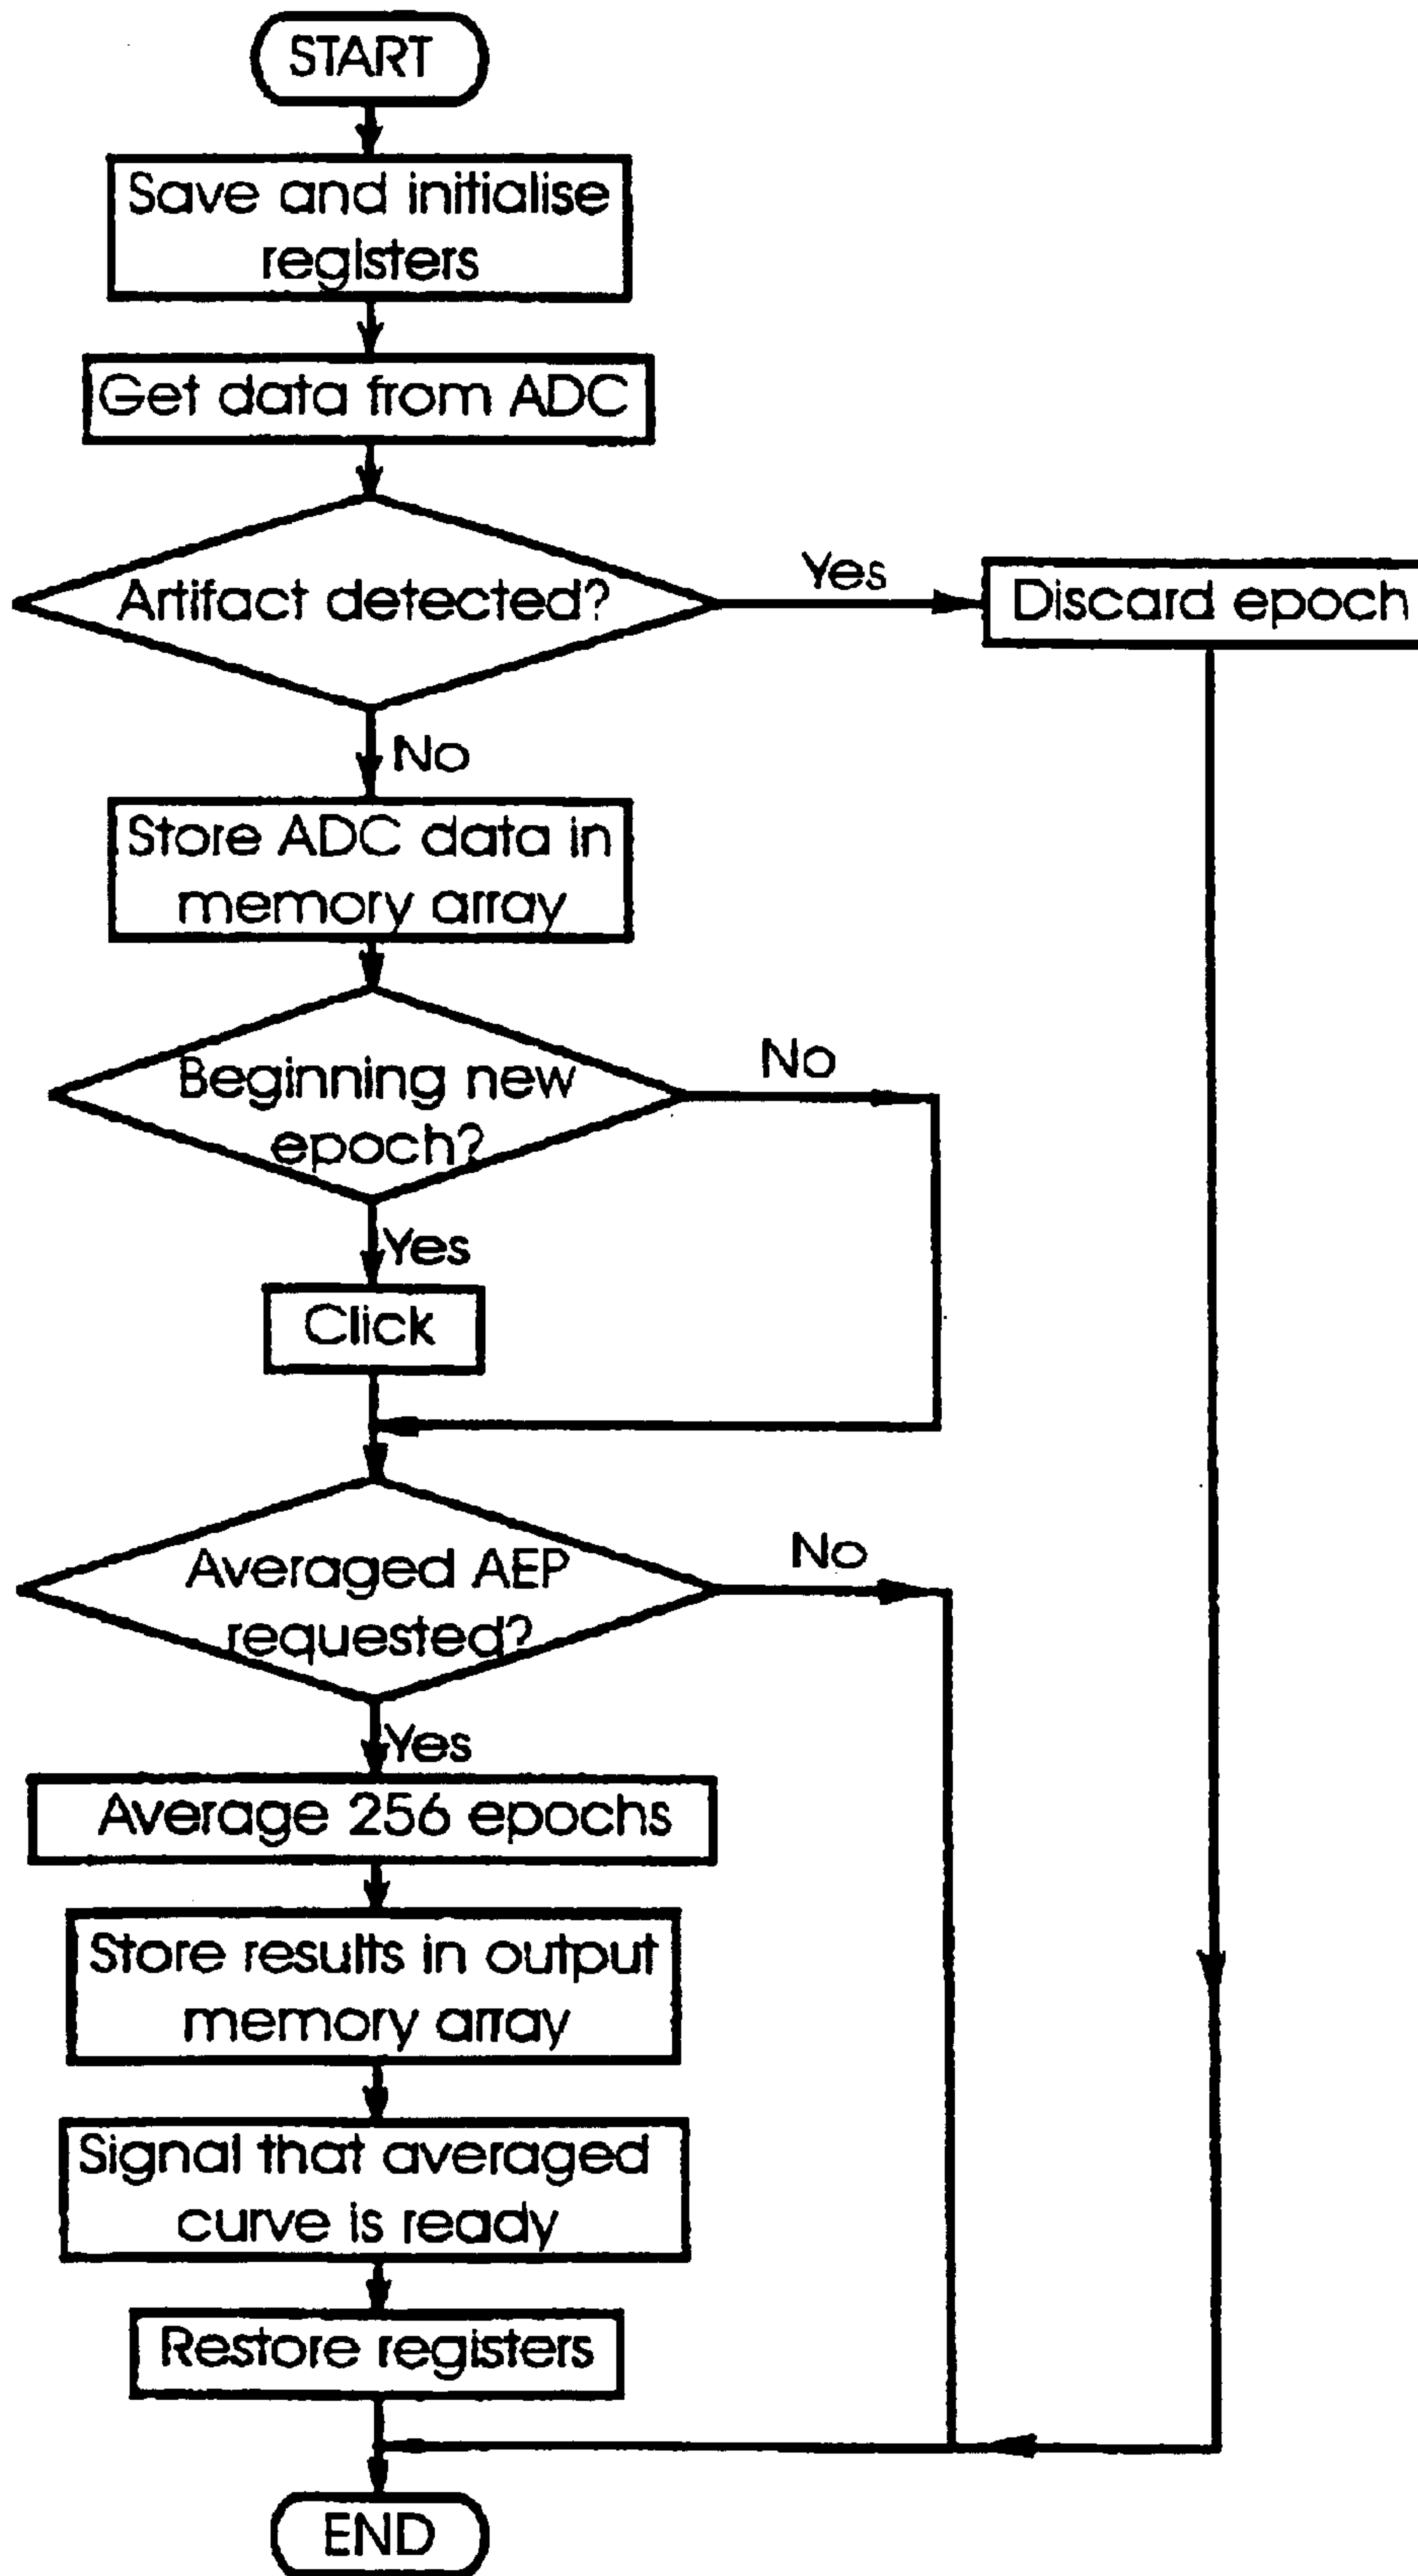 START
Save and initialise
registers
Get data from ADC
Artifact detected?
Yes
Discard epoch
No
Store ADC data in
memory array
Beginning new
epoch?
No
Yes
Click
Averaged AEP
requested?
No
Yes
Average 256 epochs
Store results in output
memory array
Signal that averaged
curve is ready
Restore registers
END